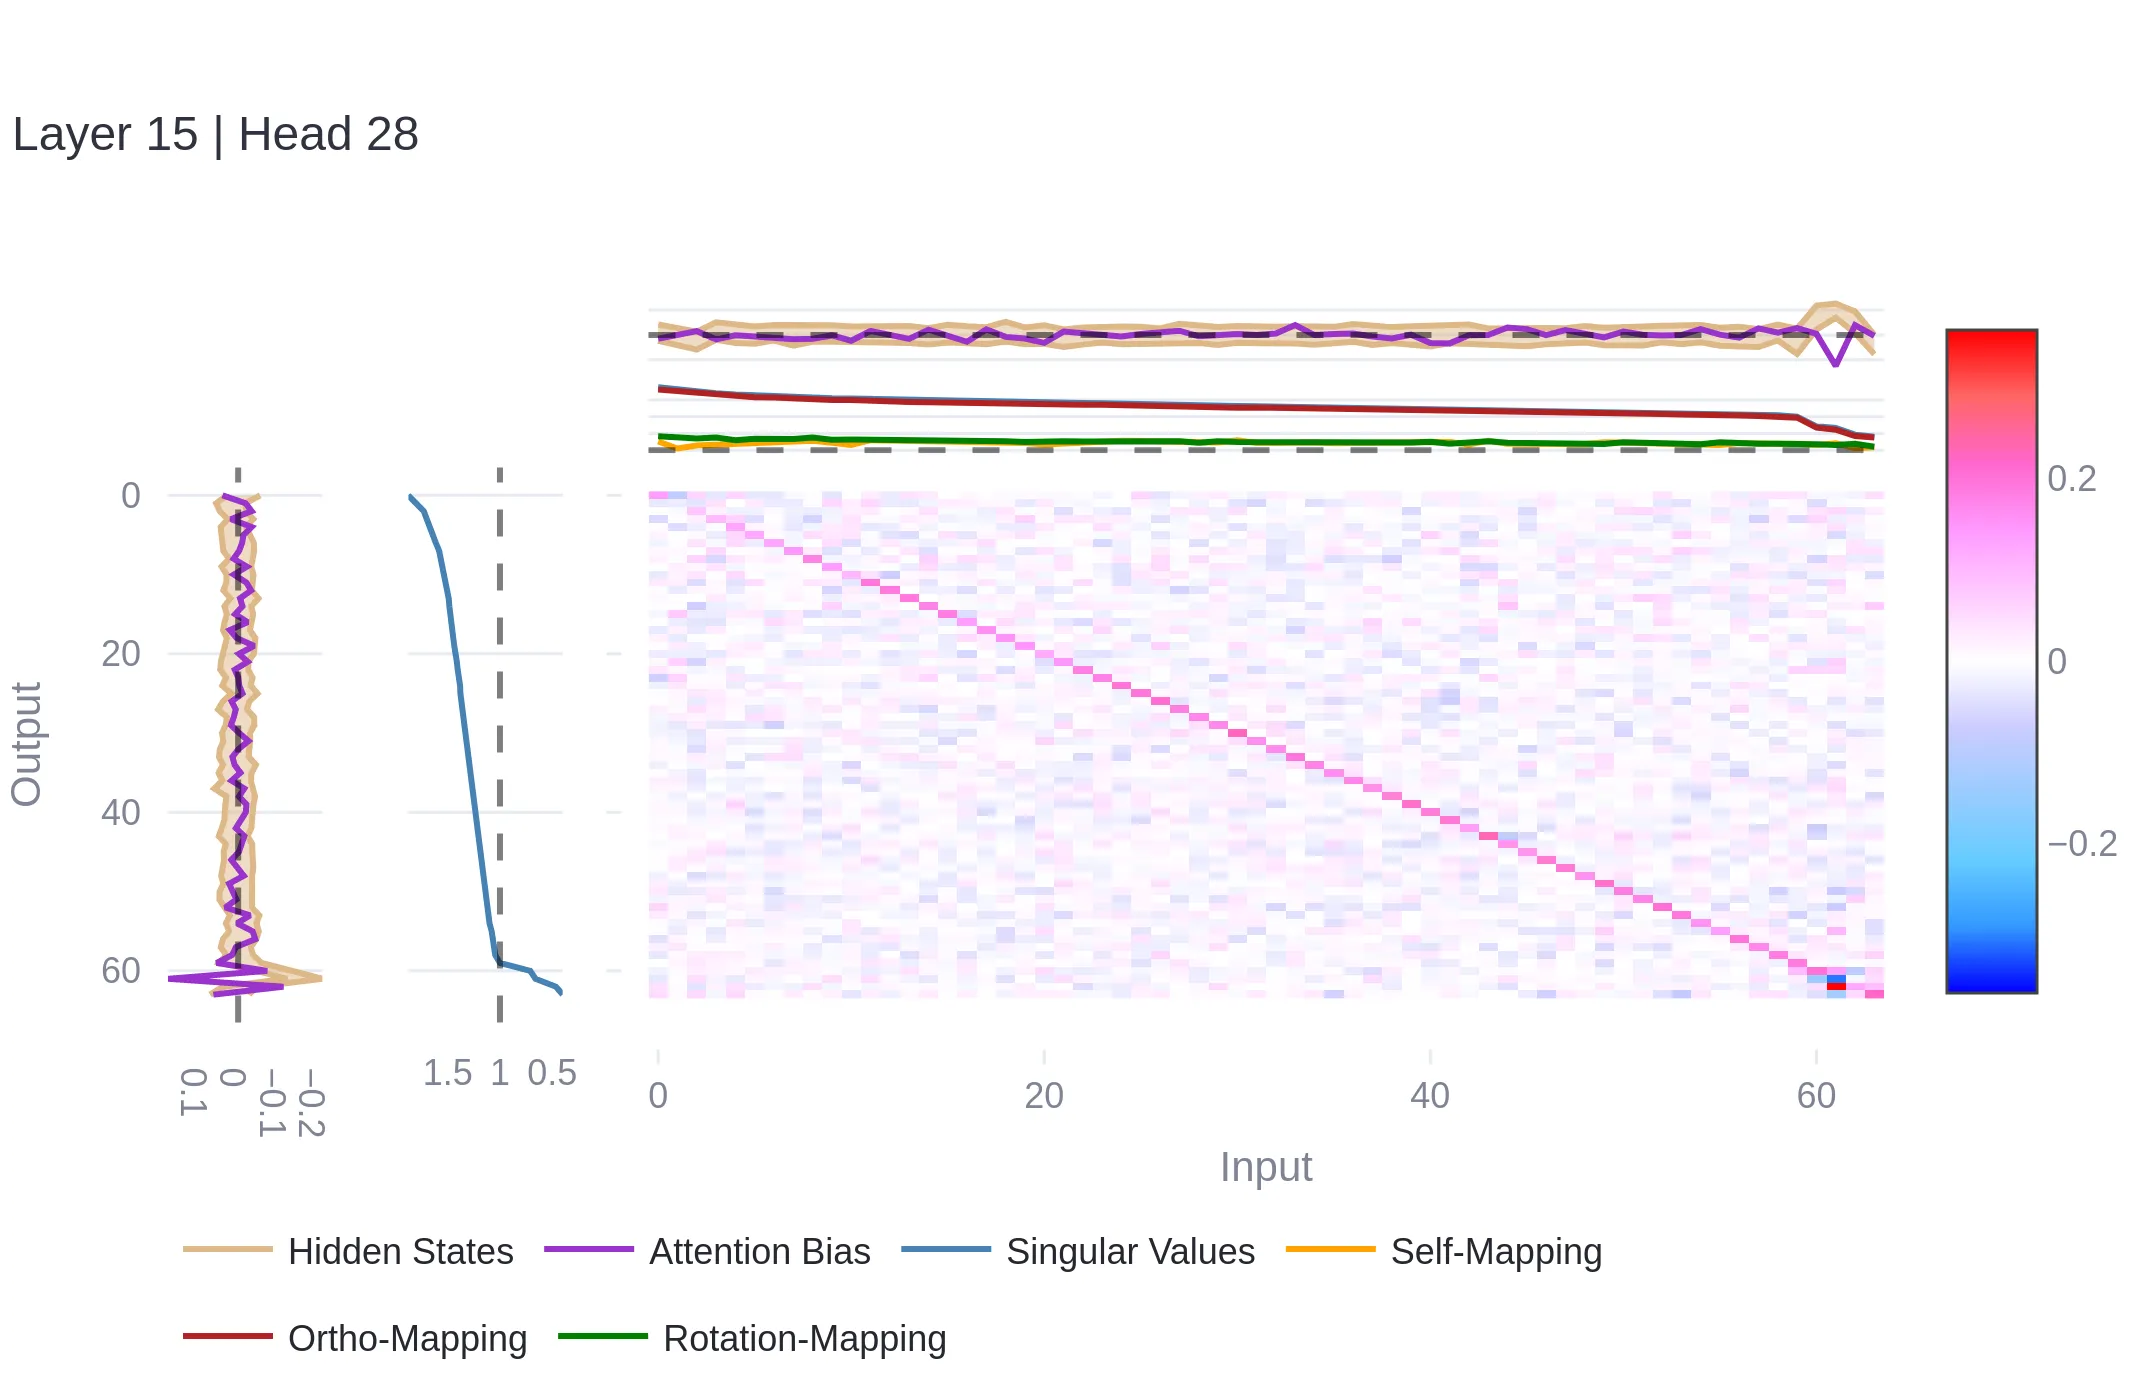 Layer 15 | Head 28
0
20
40
60
Output
0.1
0
−0.1
−0.2
1.5 1 0.5
0 20 40 60
Input
0.2
0
−0.2
Hidden States Attention Bias Singular Values Self-Mapping
Ortho-Mapping Rotation-Mapping